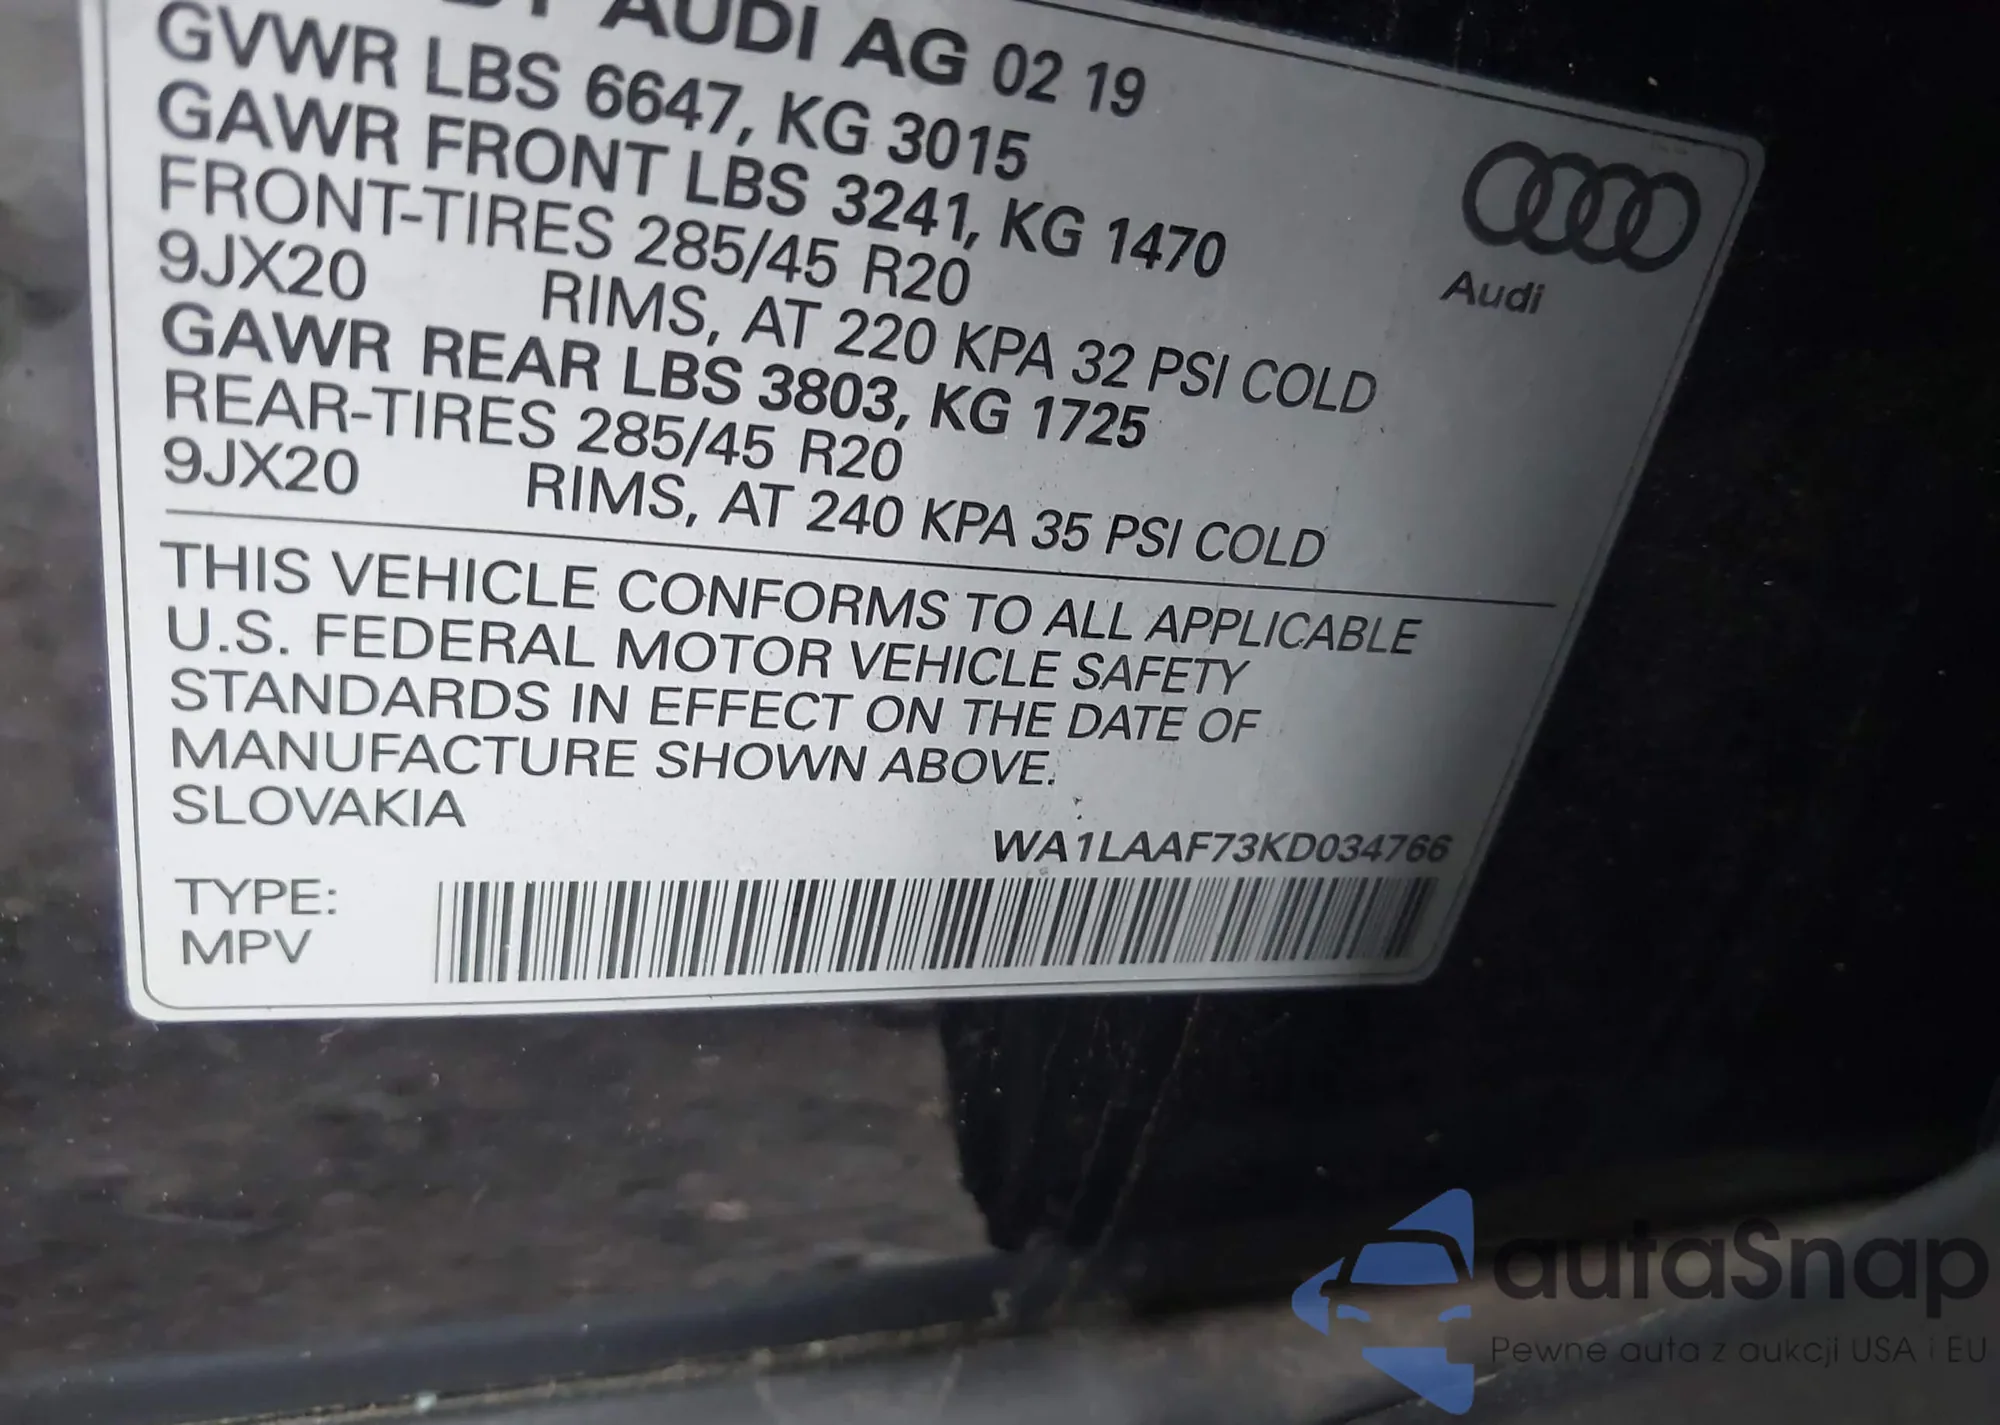 AUDI AG 02 19
GVWR LBS 6647, KG 3015
GAWR FRONT LBS 3241, KG 1470
FRONT-TIRES 285/45 R20
9JX20 RIMS, AT 220 KPA 32 PSI COLD
GAWR REAR LBS 3803, KG 1725
REAR-TIRES 285/45 R20
9JX20 RIMS, AT 240 KPA 35 PSI COLD
Audi
THIS VEHICLE CONFORMS TO ALL APPLICABLE
U.S. FEDERAL MOTOR VEHICLE SAFETY
STANDARDS IN EFFECT ON THE DATE OF
MANUFACTURE SHOWN ABOVE.
SLOVAKIA
WA1LAAF73KD034766
TYPE:
MPV
autaSnap
Pewne auta z aukcji USA i EU